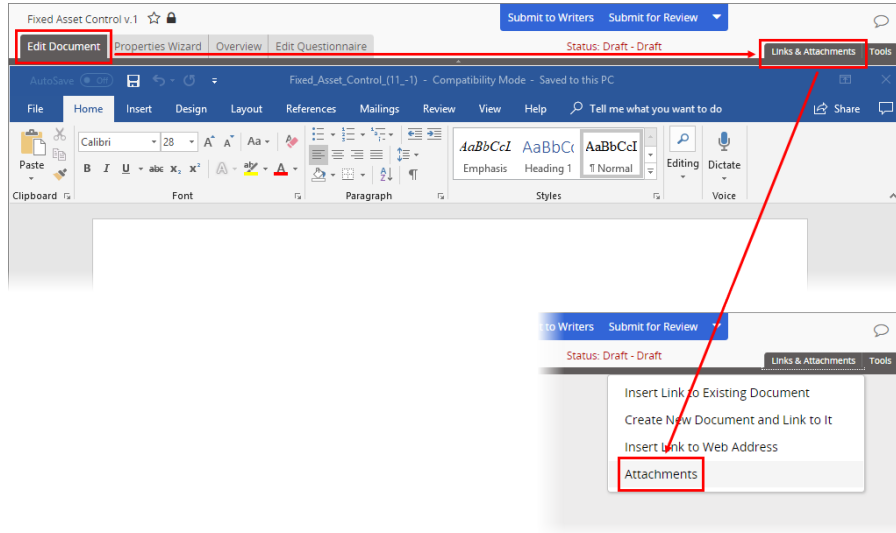 Fixed Asset Control v.1
Submit to Writers Submit for Review
Edit Document Properties Wizard Overview Edit Questionnaire
Status: Draft - Draft
Links & Attachments Tools
AutoSave Off Fixed_Asset_Control_(11_-1) - Compatibility Mode - Saved to this PC
File Home Insert Design Layout References Mailings Review View Help Tell me what you want to do Share
Calibri 28 A A Aa
Paste B I U abc X₂ X² A aby A
AaBbCcI AaBbCc AaBbCcI
Emphasis Heading 1 ¶ Normal
Editing Dictate
Clipboard Font Paragraph Styles Voice
to Writers Submit for Review
Status: Draft - Draft
Links & Attachments Tools
Insert Link to Existing Document
Create New Document and Link to It
Insert Link to Web Address
Attachments